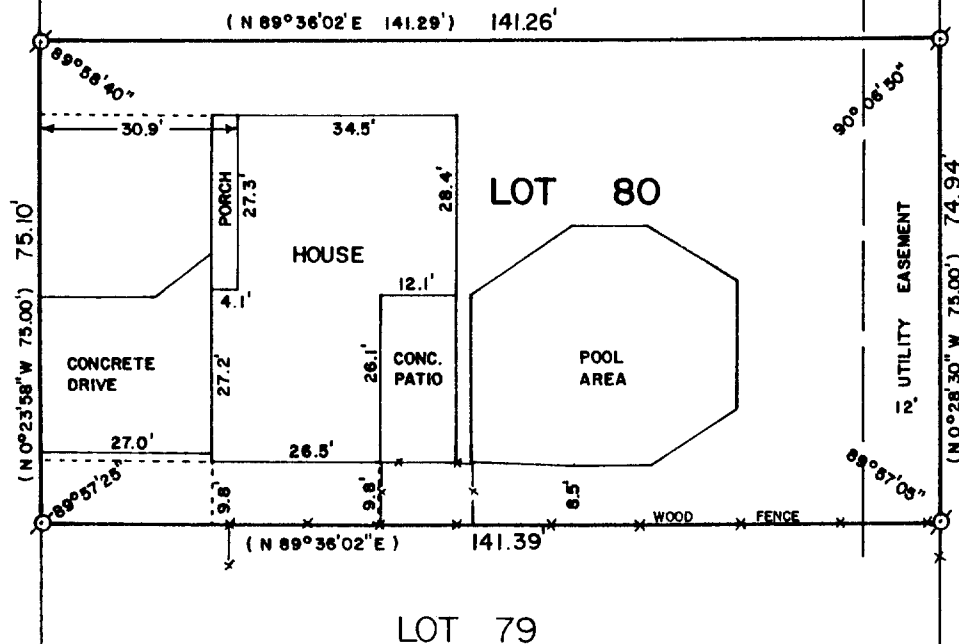 ( N 89°36'02"E 141.29') 141.26'
89°58'40"
90°06'50"
30.9'
34.5'
PORCH
27.3'
28.4'
LOT 80
75.10'
(N 0°23'58"W 75.00')
74.94'
(N 0°28'30"W 75.00')
HOUSE
4.1'
12.1'
12' UTILITY EASEMENT
CONCRETE
DRIVE
27.2'
26.1'
CONC.
PATIO
POOL
AREA
27.0'
26.5'
89°57'25"
9.8'
9.8'
8.5'
89°57'05"
WOOD FENCE
( N 89°36'02"E ) 141.39'
LOT 79